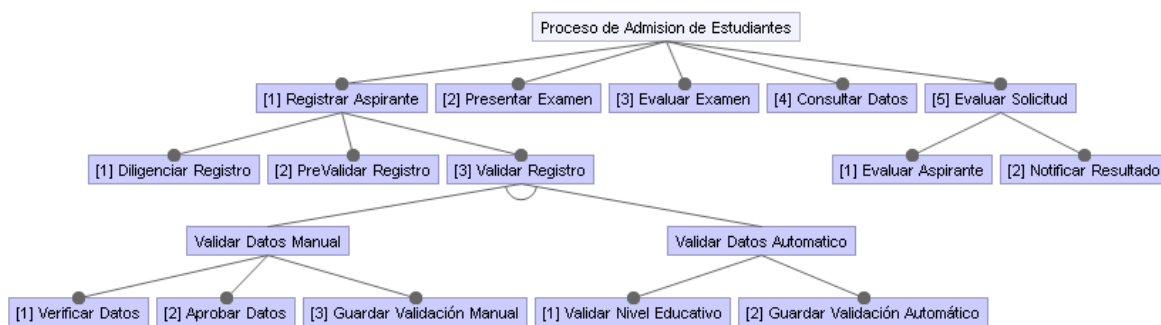 Proceso de Admision de Estudiantes
[1] Registrar Aspirante
[2] Presentar Examen
[3] Evaluar Examen
[4] Consultar Datos
[5] Evaluar Solicitud
[1] Diligenciar Registro
[2] PreValidar Registro
[3] Validar Registro
[1] Evaluar Aspirante
[2] Notificar Resultado
Validar Datos Manual
Validar Datos Automatico
[1] Verificar Datos
[2] Aprobar Datos
[3] Guardar Validación Manual
[1] Validar Nivel Educativo
[2] Guardar Validación Automático